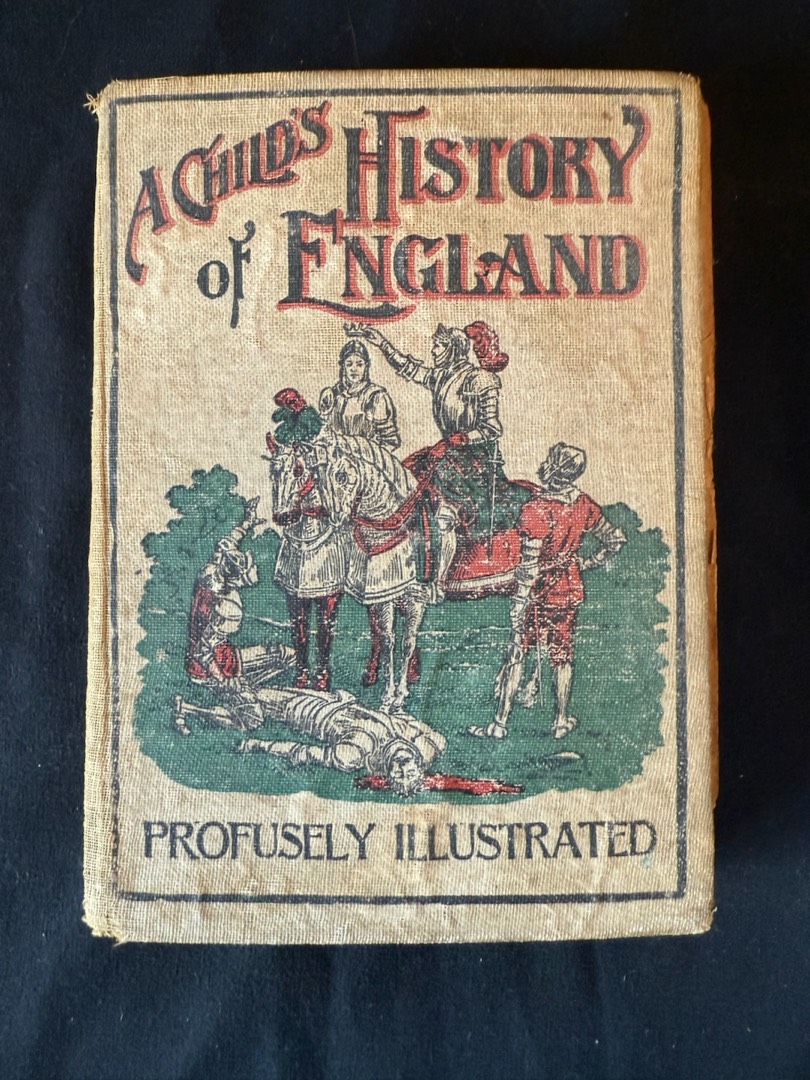 A CHILD'S HISTORY
OF ENGLAND
PROFUSELY ILLUSTRATED